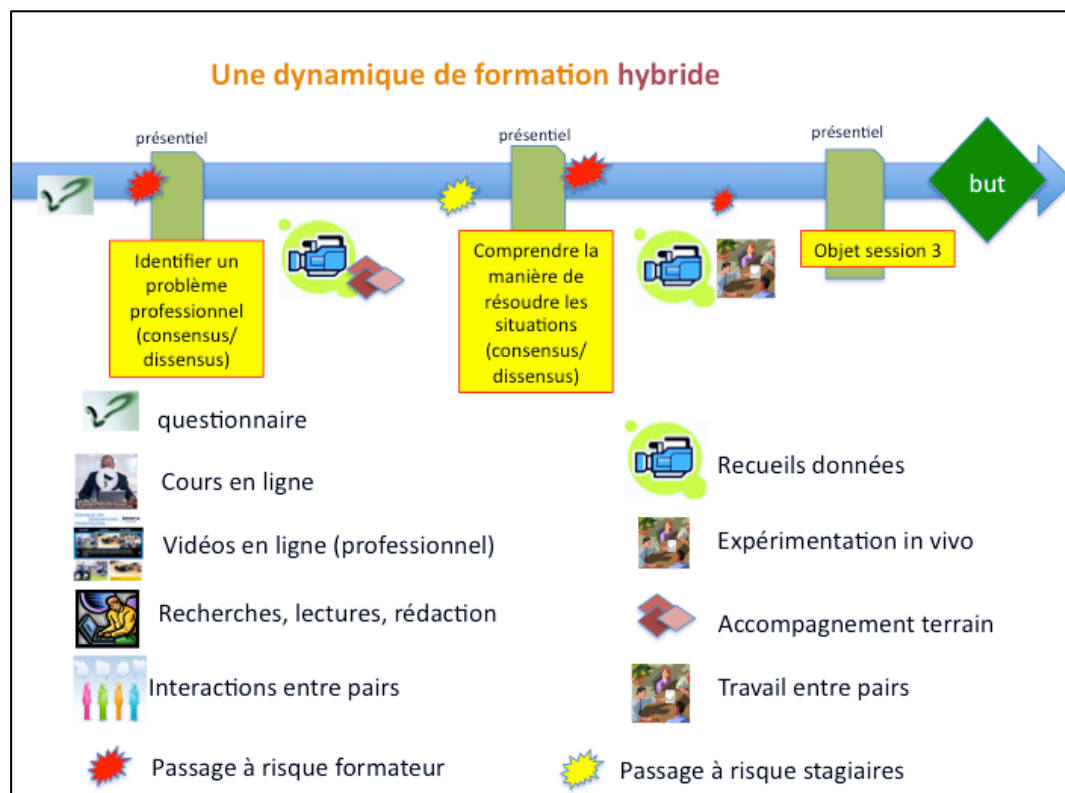 Une dynamique de formation hybride
présentiel
présentiel
présentiel
but
Identifier un
problème
professionnel
(consensus/
dissensus)
Comprendre la
manière de
résoudre les
situations
(consensus/
dissensus)
Objet session 3
questionnaire
Cours en ligne
Vidéos en ligne (professionnel)
Recherches, lectures, rédaction
Interactions entre pairs
Passage à risque formateur
Recueils données
Expérimentation in vivo
Accompagnement terrain
Travail entre pairs
Passage à risque stagiaires